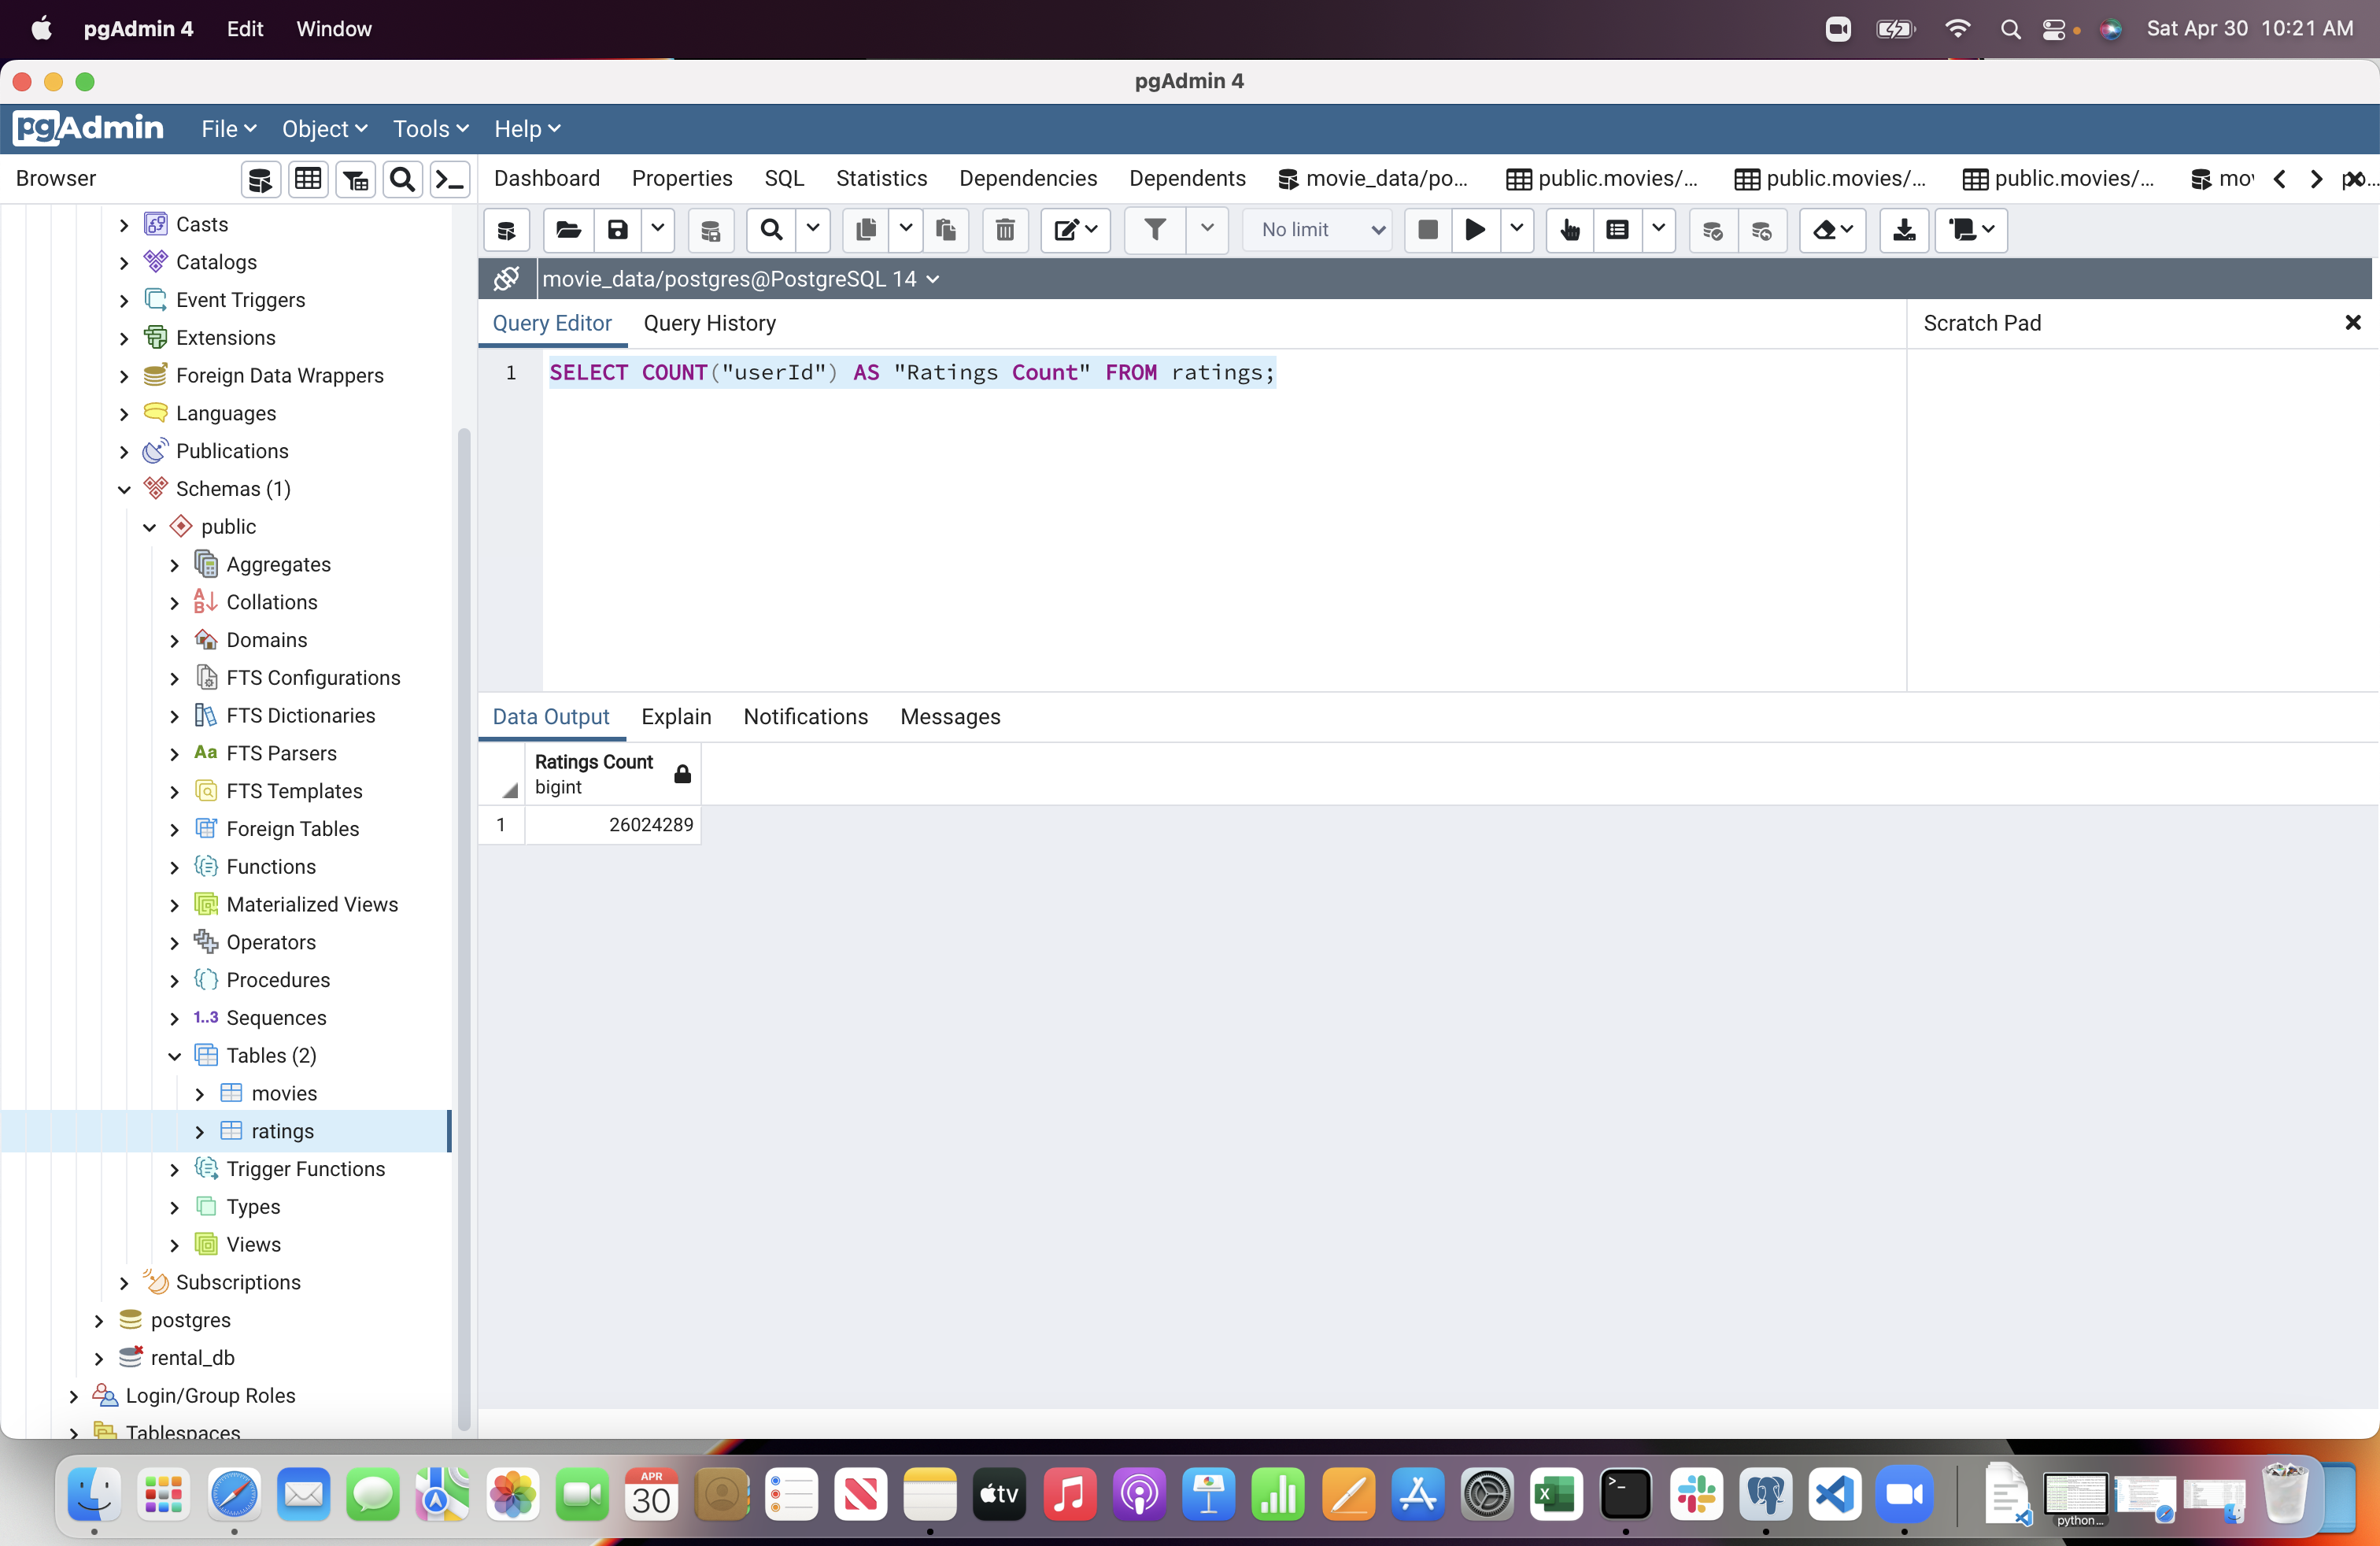 pgAdmin 4 Edit Window Sat Apr 30 10:21 AM
pgAdmin 4
pgAdmin File Object Tools Help
Browser Dashboard Properties SQL Statistics Dependencies Dependents movie_data/po... public.movies/... public.movies/... public.movies/... mov
No limit
movie_data/postgres@PostgreSQL 14
Query Editor Query History Scratch Pad
1 SELECT COUNT("userId") AS "Ratings Count" FROM ratings;
Casts
Catalogs
Event Triggers
Extensions
Foreign Data Wrappers
Languages
Publications
Schemas (1)
public
Aggregates
Collations
Domains
FTS Configurations
FTS Dictionaries
Aa FTS Parsers
FTS Templates
Foreign Tables
Functions
Materialized Views
Operators
Procedures
1..3 Sequences
Tables (2)
movies
ratings
Trigger Functions
Types
Views
Subscriptions
postgres
rental_db
Login/Group Roles
Tablespaces
Data Output Explain Notifications Messages
Ratings Count
bigint
1 26024289
APR
30
tv
python...